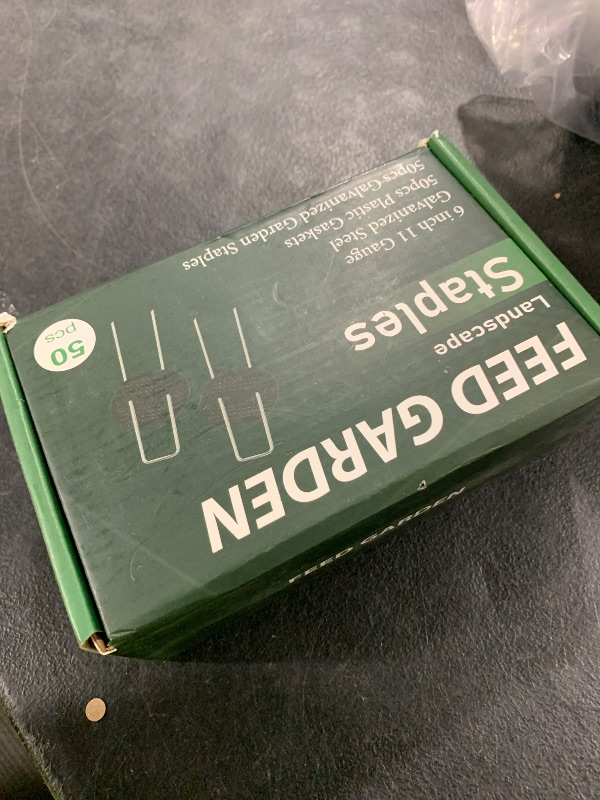 FEED GARDEN
Landscape
Staples
6 inch 11 Gauge
Galvanized Steel
50pcs Plastic Gaskets
50pcs Galvanized Garden Staples
50
pcs
FEED GARDEN